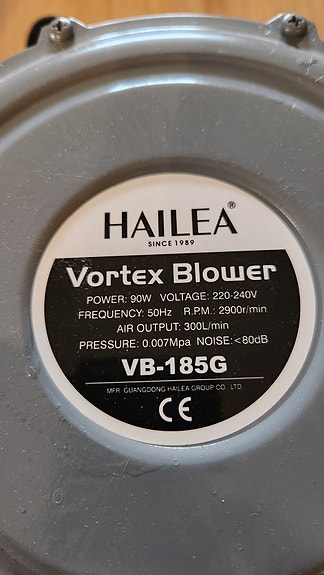 HAILEA®
SINCE 1989
Vortex Blower
POWER: 90W VOLTAGE: 220-240V
FREQUENCY: 50Hz R.P.M.: 2900r/min
AIR OUTPUT: 300L/min
PRESSURE: 0.007Mpa NOISE:<80dB
VB-185G
MFR. GUANGDONG HAILEA GROUP CO., LTD.
CE